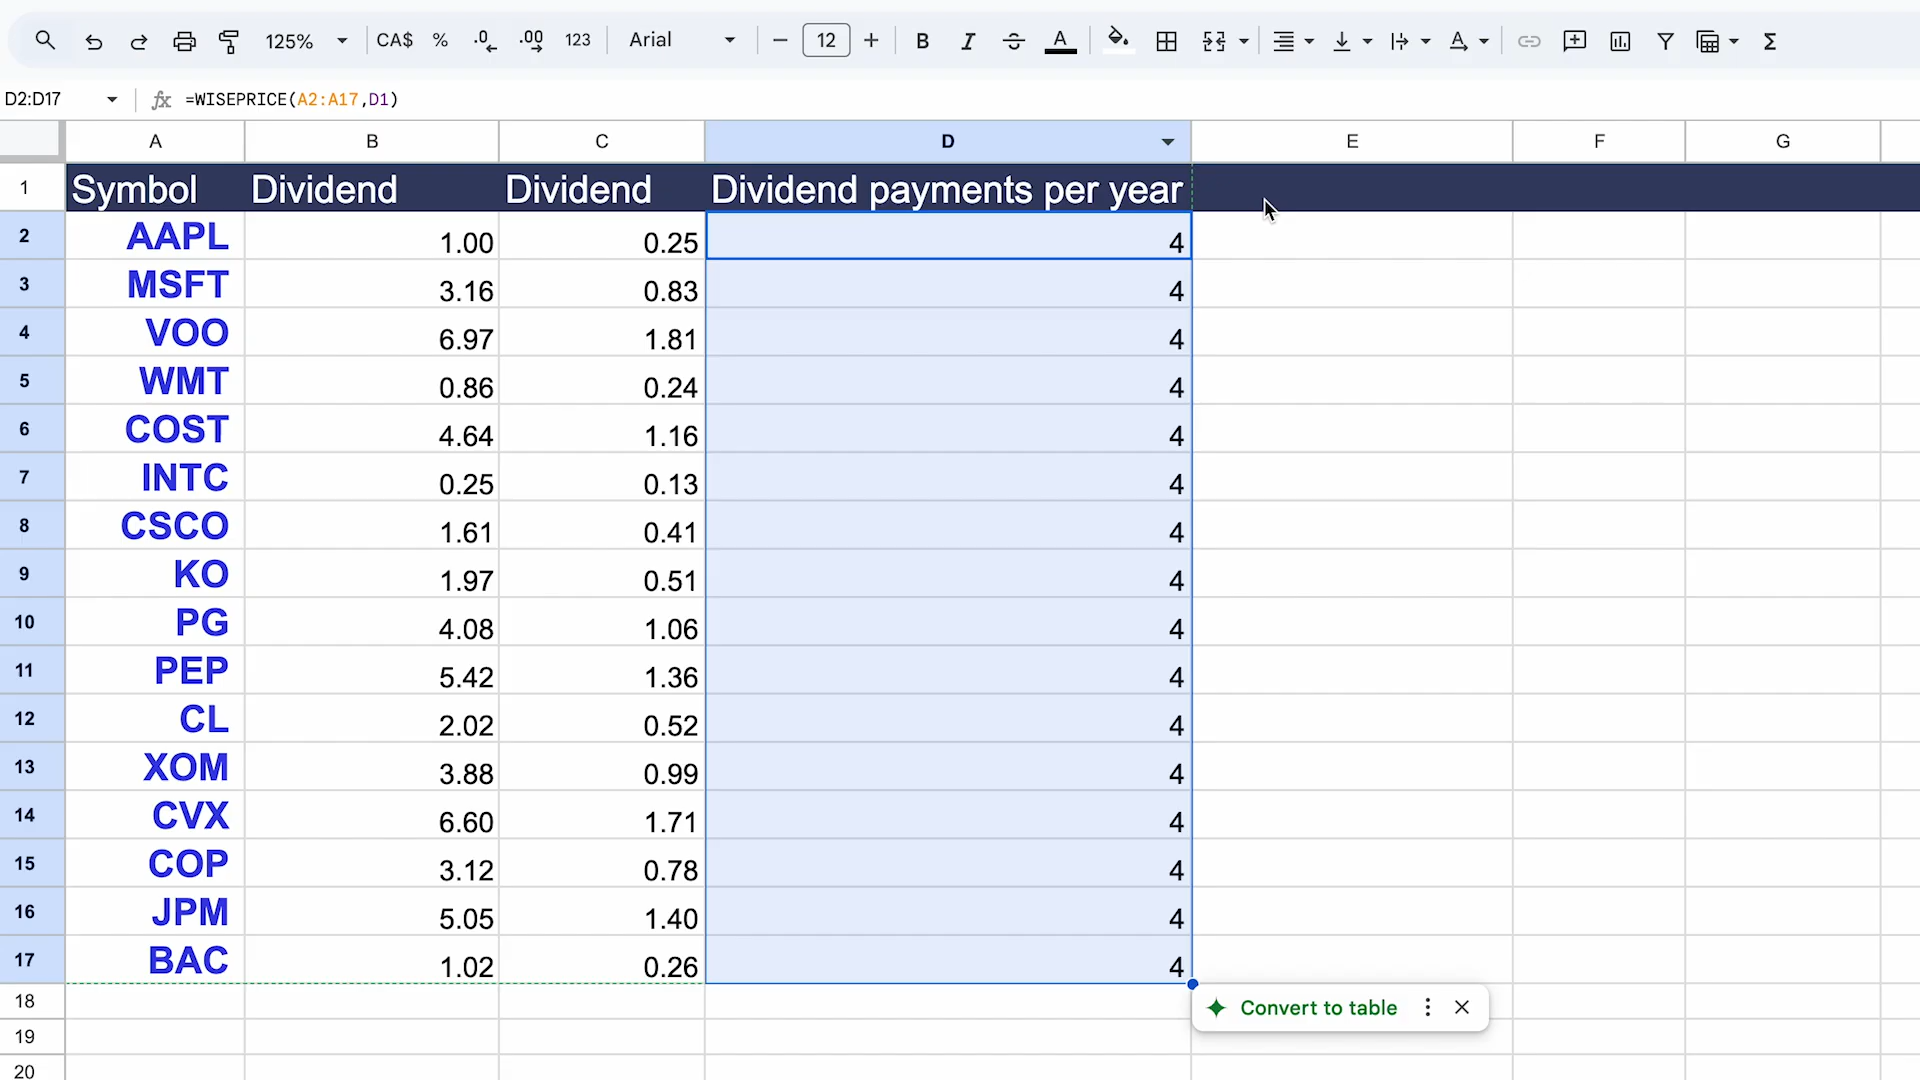 125% CA$ % .0 .00 123 Arial 12 B I A A Σ
D2:D17 fx =WISEPRICE(A2:A17,D1)
A B C D E F G
1 Symbol Dividend Dividend Dividend payments per year
2 AAPL 1.00 0.25 4
3 MSFT 3.16 0.83 4
4 VOO 6.97 1.81 4
5 WMT 0.86 0.24 4
6 COST 4.64 1.16 4
7 INTC 0.25 0.13 4
8 CSCO 1.61 0.41 4
9 KO 1.97 0.51 4
10 PG 4.08 1.06 4
11 PEP 5.42 1.36 4
12 CL 2.02 0.52 4
13 XOM 3.88 0.99 4
14 CVX 6.60 1.71 4
15 COP 3.12 0.78 4
16 JPM 5.05 1.40 4
17 BAC 1.02 0.26 4
18 Convert to table
19
20